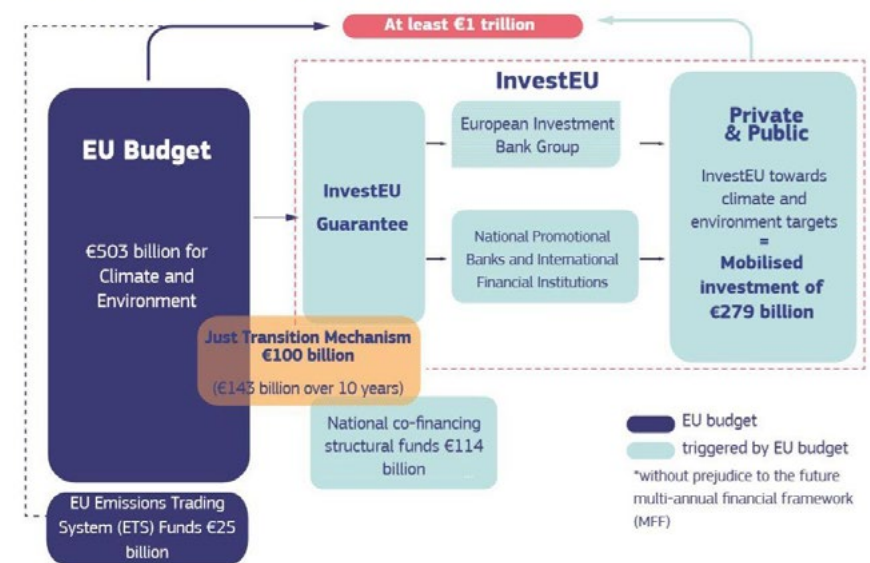 At least €1 trillion
EU Budget
€503 billion for
Climate and
Environment
InvestEU
InvestEU
Guarantee
European Investment
Bank Group
National Promotional
Banks and International
Financial Institutions
Private
& Public
InvestEU towards
climate and
environment targets
=
Mobilised
investment of
€279 billion
Just Transition Mechanism
€100 billion
(€143 billion over 10 years)
National co-financing
structural funds €114
billion
EU Emissions Trading
System (ETS) Funds €25
billion
EU budget
triggered by EU budget
*without prejudice to the future
multi-annual financial framework
(MFF)